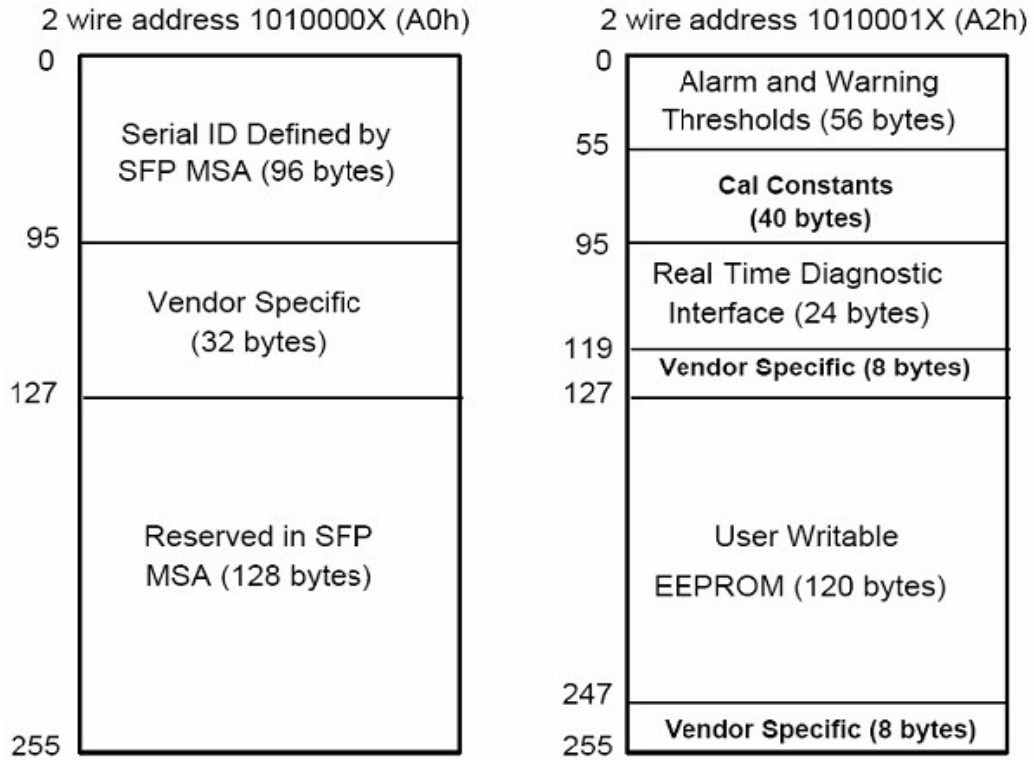 2 wire address 1010000X (A0h)
0
Serial ID Defined by
SFP MSA (96 bytes)
95
Vendor Specific
(32 bytes)
127
Reserved in SFP
MSA (128 bytes)
255
2 wire address 1010001X (A2h)
0
Alarm and Warning
Thresholds (56 bytes)
55
Cal Constants
(40 bytes)
95
Real Time Diagnostic
Interface (24 bytes)
119
Vendor Specific (8 bytes)
127
User Writable
EEPROM (120 bytes)
247
Vendor Specific (8 bytes)
255